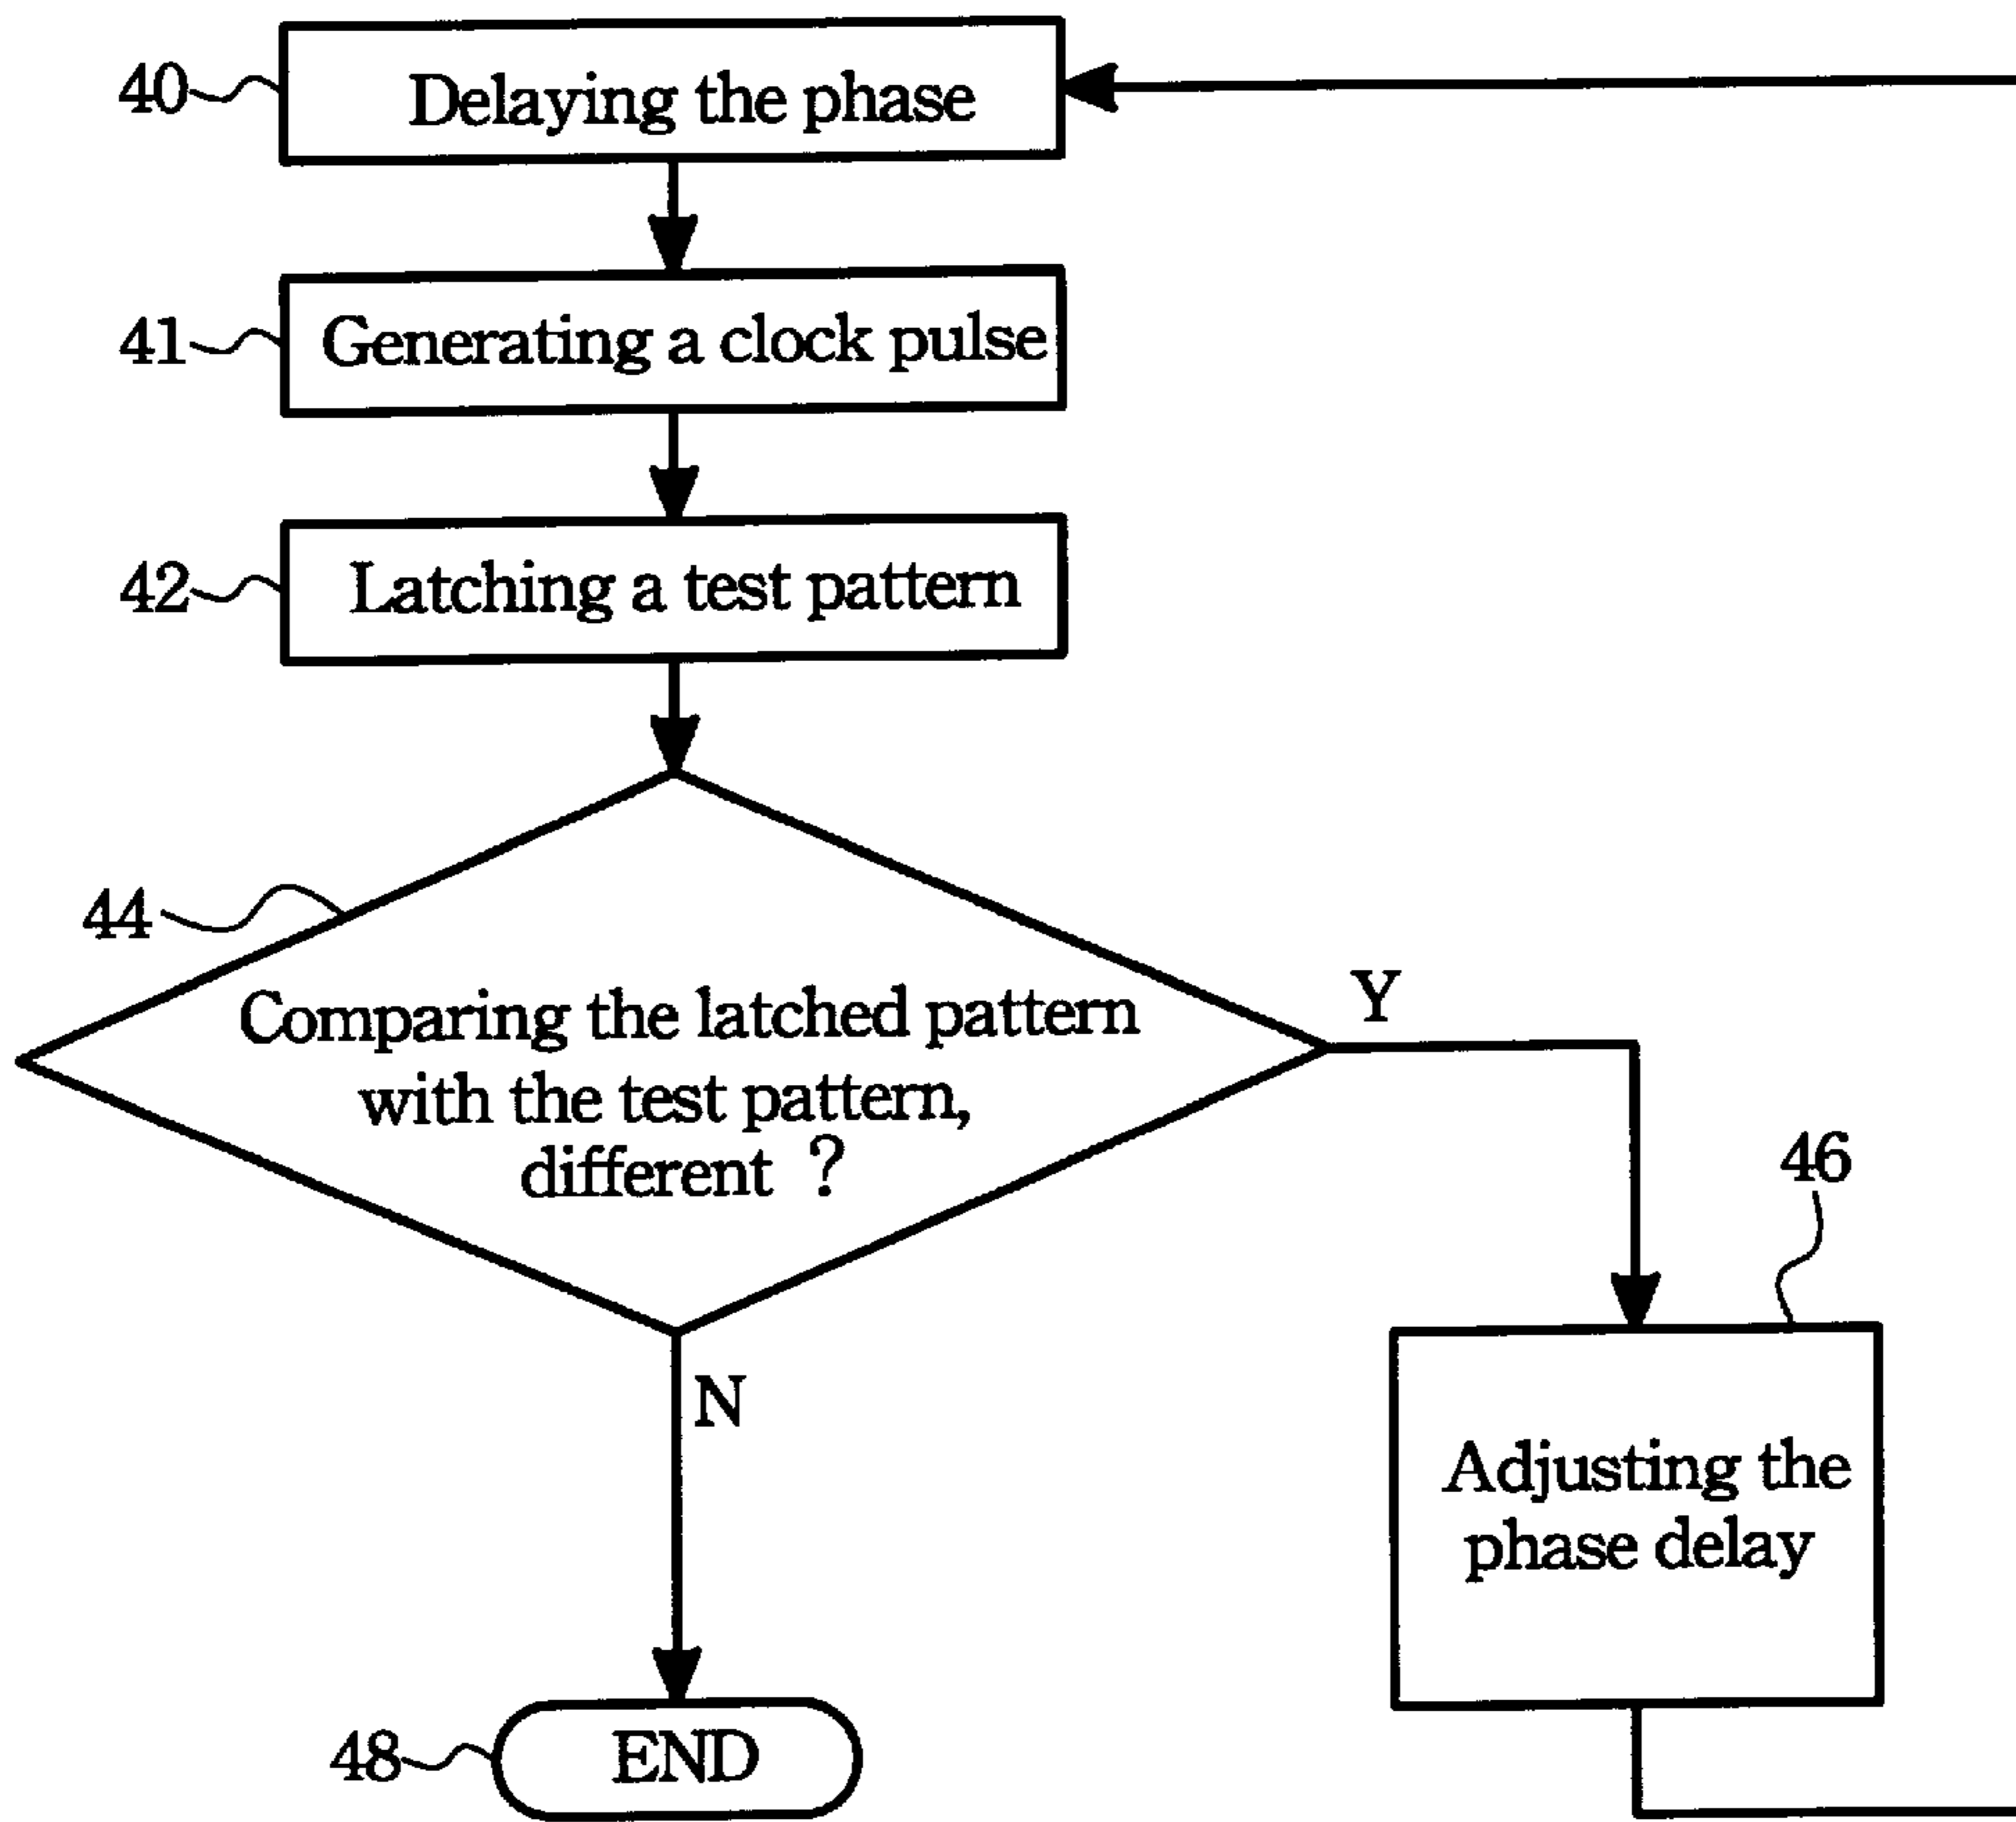 40
Delaying the phase
41
Generating a clock pulse
42
Latching a test pattern
44
Comparing the latched pattern
with the test pattern,
different ?
Y
46
Adjusting the
phase delay
N
48
END